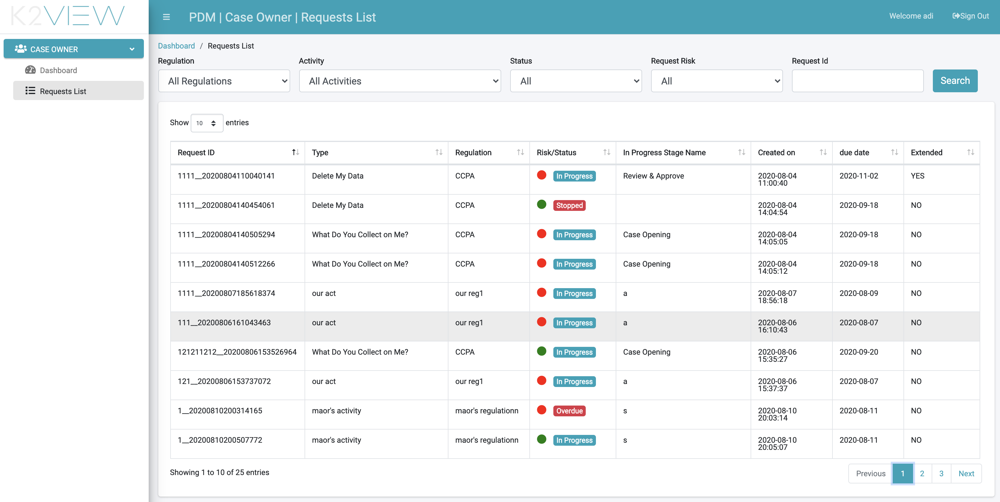 K2VIEW
PDM | Case Owner | Requests List
Welcome adi
Sign Out
CASE OWNER
Dashboard
Requests List
Dashboard / Requests List
Regulation Activity Status Request Risk Request Id
All Regulations All Activities All All Search
Show 10 entries
Request ID Type Regulation Risk/Status In Progress Stage Name Created on due date Extended
1111__20200804110040141 Delete My Data CCPA In Progress Review & Approve 2020-08-04 2020-11-02 YES
11:00:40
1111__20200804140454061 Delete My Data CCPA Stopped 2020-08-04 2020-09-18 NO
14:04:54
1111__20200804140505294 What Do You Collect on Me? CCPA In Progress Case Opening 2020-08-04 2020-09-18 NO
14:05:05
1111__20200804140512266 What Do You Collect on Me? CCPA In Progress Case Opening 2020-08-04 2020-09-18 NO
14:05:12
1111__20200807185618374 our act our reg1 In Progress a 2020-08-07 2020-08-09 NO
18:56:18
111__20200806161043463 our act our reg1 In Progress a 2020-08-06 2020-08-07 NO
16:10:43
121211212__20200806153526964 What Do You Collect on Me? CCPA In Progress Case Opening 2020-08-06 2020-09-20 NO
15:35:27
121__20200806153737072 our act our reg1 In Progress a 2020-08-06 2020-08-07 NO
15:37:37
1__20200810200314165 maor's activity maor's regulationn Overdue s 2020-08-10 2020-08-11 NO
20:03:14
1__20200810200507772 maor's activity maor's regulationn In Progress s 2020-08-10 2020-08-11 NO
20:05:07
Showing 1 to 10 of 25 entries
Previous 1 2 3 Next